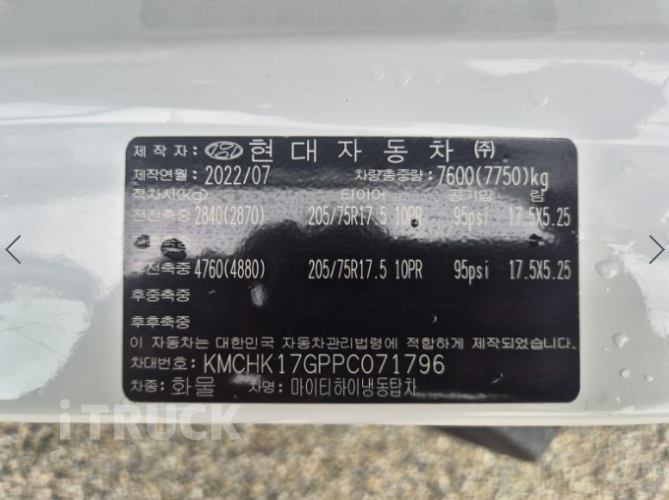 제 작 자: 현 대 자 동 차 ㈜
제작연월: 2022/07 차량총중량: 7600(7750)kg
적차시(Kg) 타이어 공기압 림
전전축중 2840(2870) 205/75R17.5 10PR 95psi 17.5X5.25
후전축중 4760(4880) 205/75R17.5 10PR 95psi 17.5X5.25
후중축중
후후축중
이 자동차는 대한민국 자동차관리법령에 적합하게 제작되었습니다.
차대번호: KMCHK17GPPC071796
차종: 화 물 차명: 마이티하이냉동탑차
iTRUCK